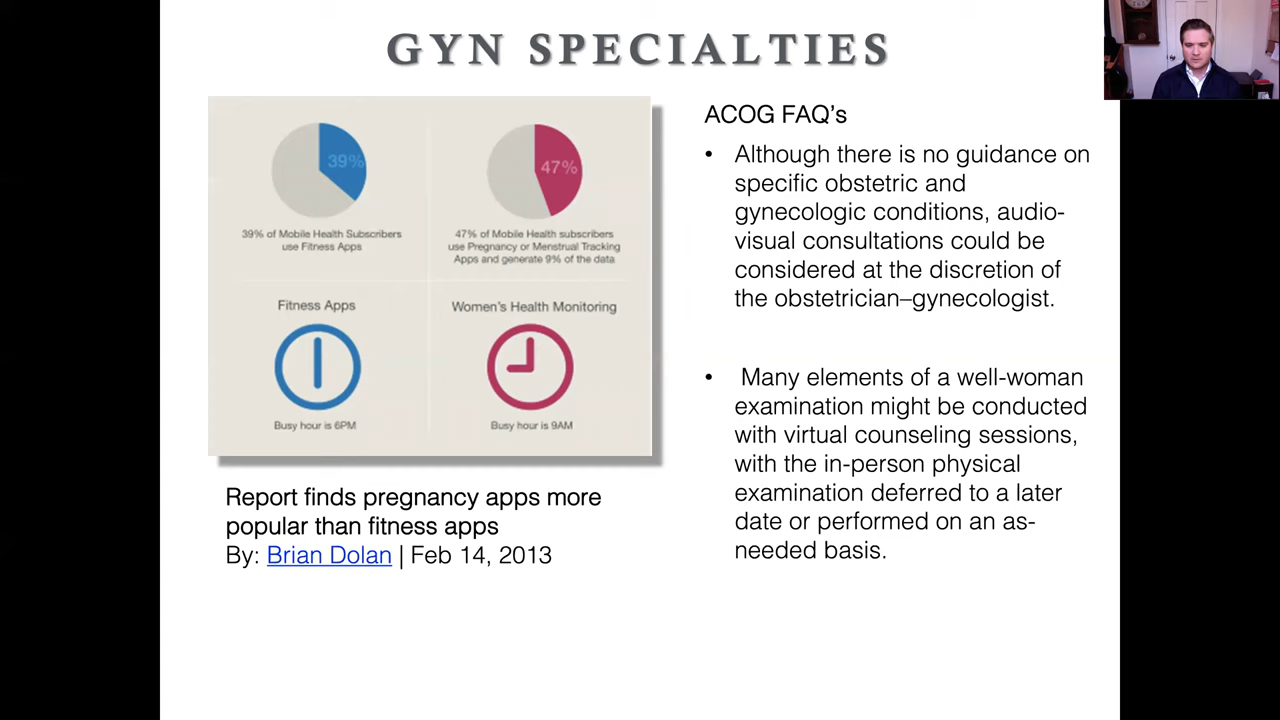 GYN SPECIALTIES
39%
39% of Mobile Health Subscribers
use Fitness Apps
47%
47% of Mobile Health subscribers
use Pregnancy or Menstrual Tracking
Apps and generate 9% of the data
Fitness Apps
Busy hour is 6PM
Women's Health Monitoring
Busy hour is 9AM
Report finds pregnancy apps more
popular than fitness apps
By: Brian Dolan | Feb 14, 2013
ACOG FAQ's
• Although there is no guidance on
specific obstetric and
gynecologic conditions, audio-
visual consultations could be
considered at the discretion of
the obstetrician–gynecologist.
• Many elements of a well-woman
examination might be conducted
with virtual counseling sessions,
with the in-person physical
examination deferred to a later
date or performed on an as-
needed basis.